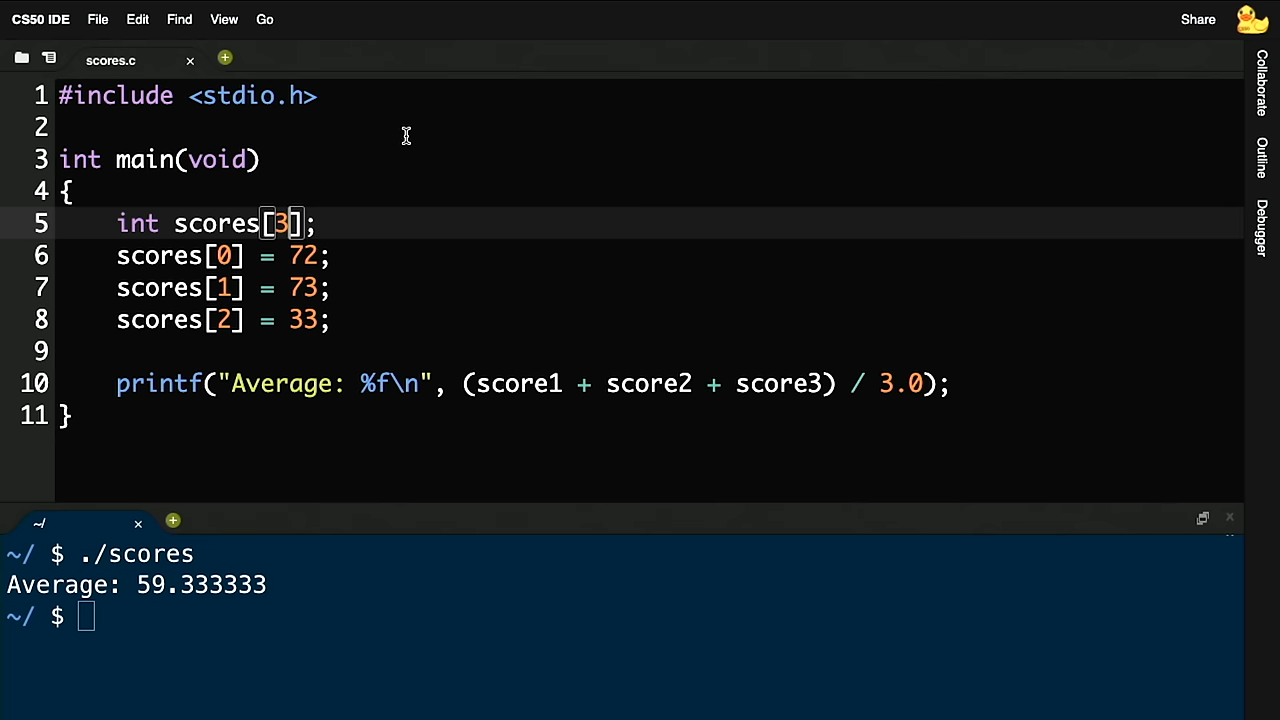 CS50 IDE File Edit Find View Go Share
scores.c
1 #include <stdio.h>
2
3 int main(void)
4 {
5 int scores[3];
6 scores[0] = 72;
7 scores[1] = 73;
8 scores[2] = 33;
9
10 printf("Average: %f\n", (score1 + score2 + score3) / 3.0);
11 }
Collaborate
Outline
Debugger
~/
~/ $ ./scores
Average: 59.333333
~/ $